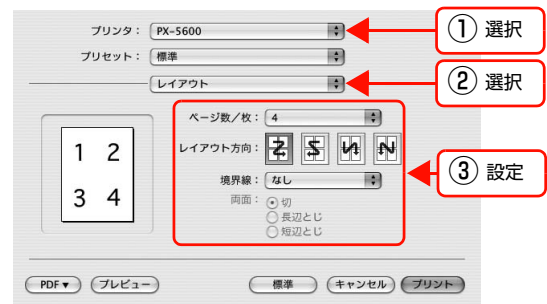 プリンタ： PX-5600
① 選択
プリセット： 標準
レイアウト
② 選択
ページ数／枚： 4
レイアウト方向：
1 2
3 4
境界線： なし
③ 設定
両面： 切
長辺とじ
短辺とじ
PDF▼ プレビュー 標準 キャンセル プリント